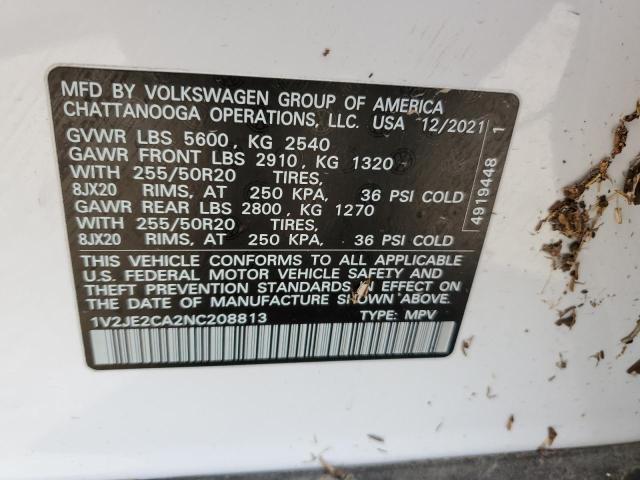 MFD BY VOLKSWAGEN GROUP OF AMERICA
CHATTANOOGA OPERATIONS, LLC. USA 12/2021
GVWR LBS 5600, KG 2540
GAWR FRONT LBS 2910, KG 1320
WITH 255/50R20 TIRES,
8JX20 RIMS, AT 250 KPA, 36 PSI COLD
GAWR REAR LBS 2800, KG 1270
WITH 255/50R20 TIRES,
8JX20 RIMS, AT 250 KPA, 36 PSI COLD
THIS VEHICLE CONFORMS TO ALL APPLICABLE
U.S. FEDERAL MOTOR VEHICLE SAFETY AND
THEFT PREVENTION STANDARDS IN EFFECT ON
THE DATE OF MANUFACTURE SHOWN ABOVE.
1V2JE2CA2NC208813 TYPE: MPV
4919448 1